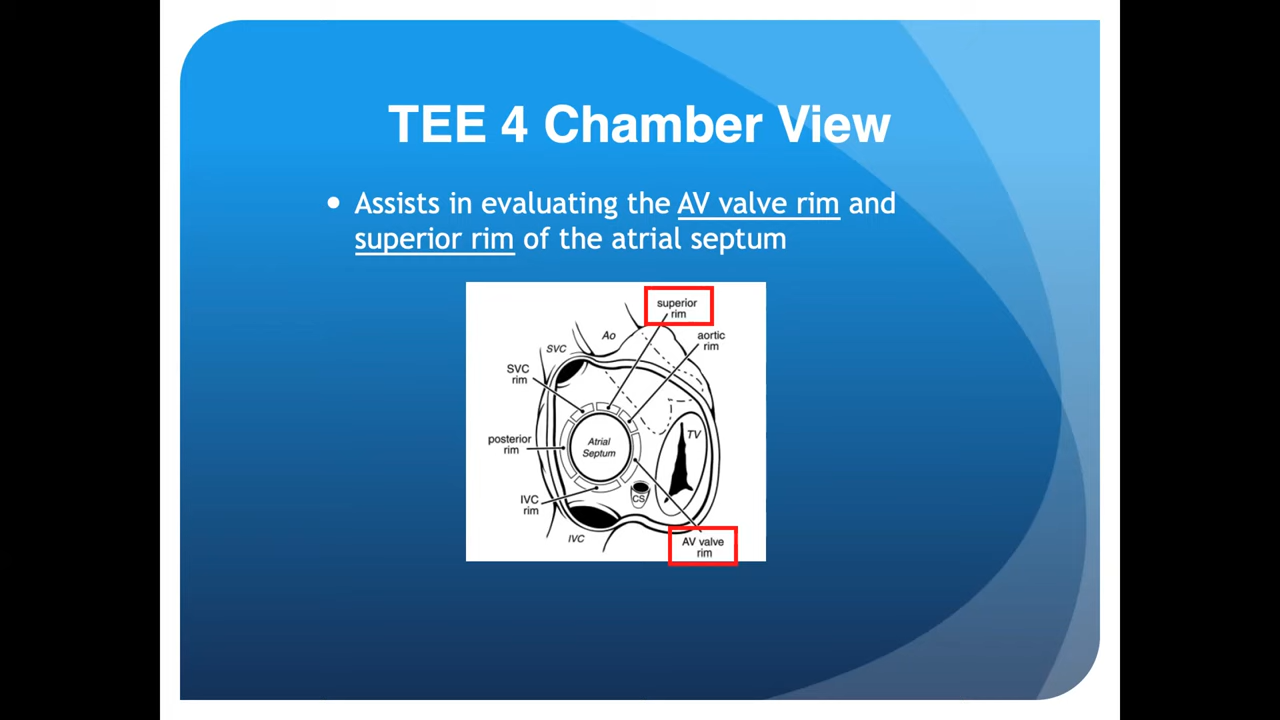 TEE 4 Chamber View
• Assists in evaluating the AV valve rim and
superior rim of the atrial septum
superior
rim
Ao
aortic
rim
SVC
SVC
rim
TV
Atrial
Septum
posterior
rim
CS
IVC
rim
IVC
AV valve
rim